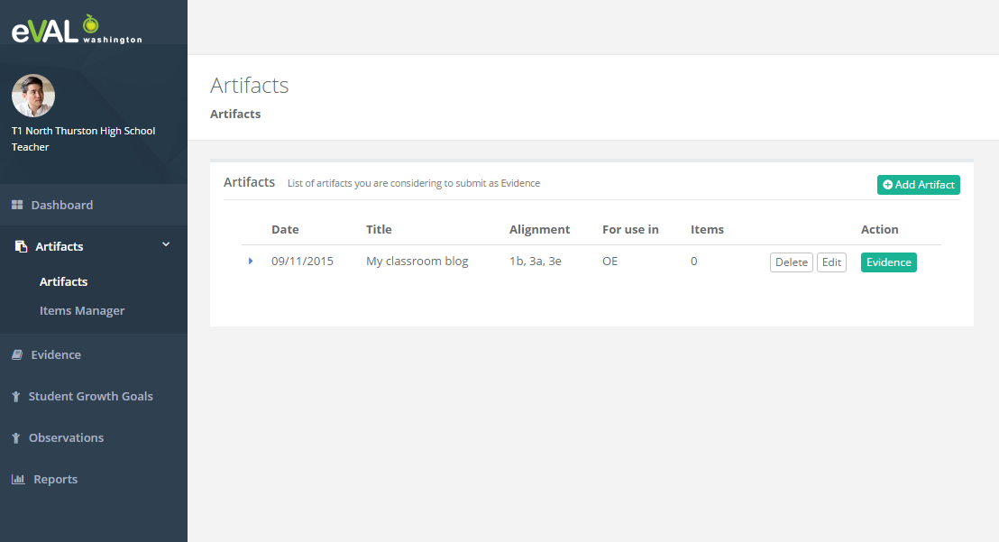 eVAL washington
T1 North Thurston High School
Teacher
Dashboard
Artifacts
Artifacts
Items Manager
Evidence
Student Growth Goals
Observations
Reports
Artifacts
Artifacts
Artifacts List of artifacts you are considering to submit as Evidence Add Artifact
Date Title Alignment For use in Items Action
09/11/2015 My classroom blog 1b, 3a, 3e OE 0 Delete Edit Evidence